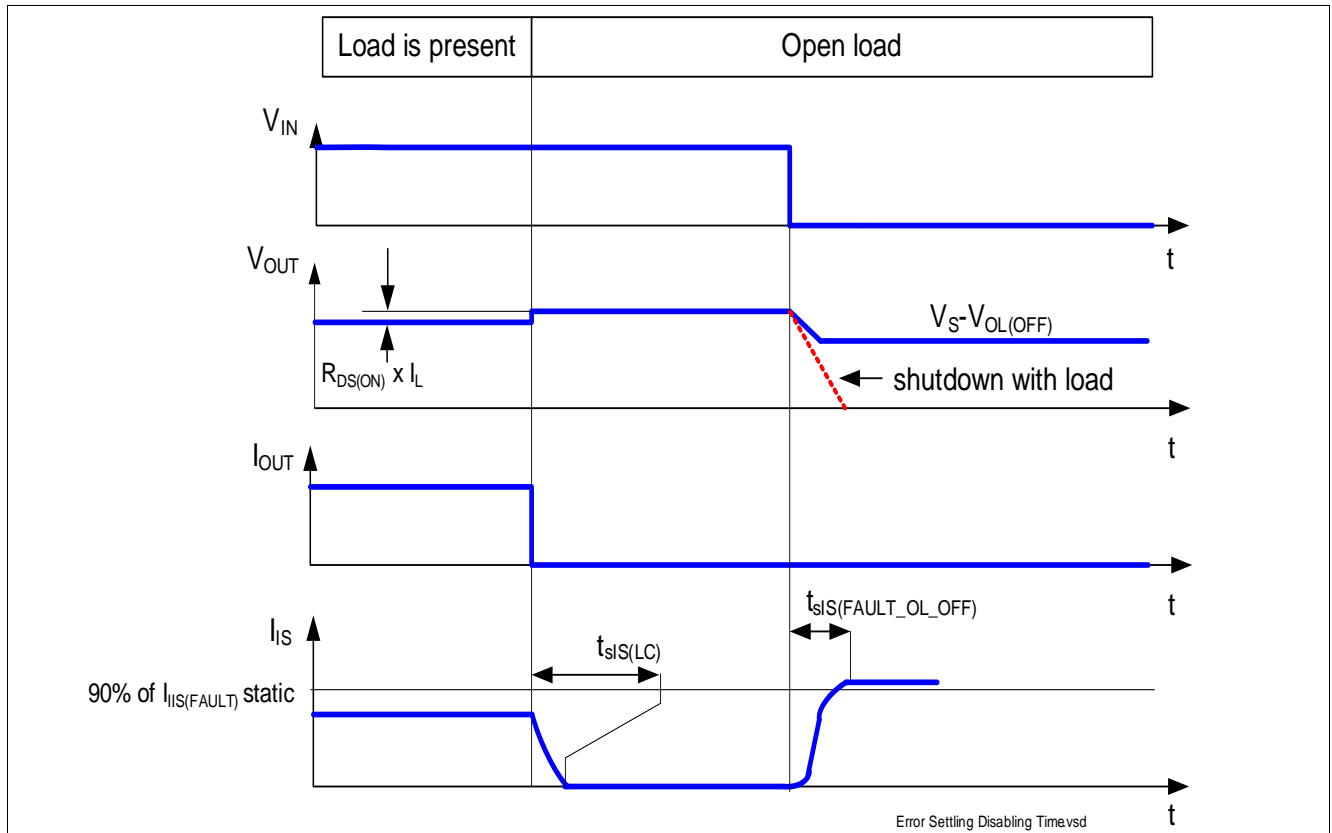 Load is present
Open load
VIN
t
VOUT
RDS(ON) x IL
VS-VOL(OFF)
shutdown with load
t
IOUT
t
IIS
90% of IIIS(FAULT) static
tsIS(LC)
tsIS(FAULT_OL_OFF)
t
Error Settling Disabling Time.vsd